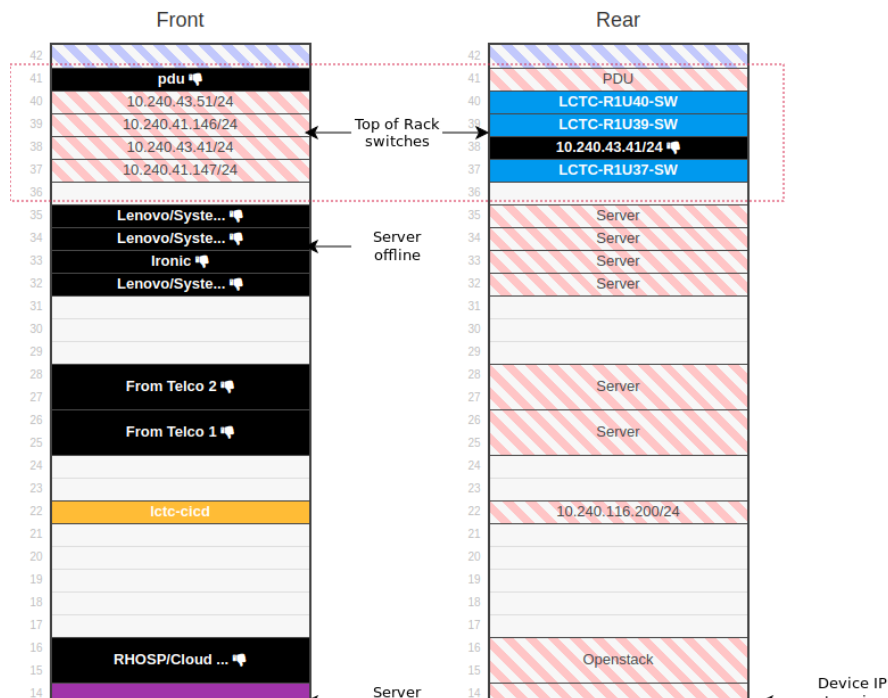 Front
Rear
42
42
41
pdu
41
PDU
40
10.240.43.51/24
40
LCTC-R1U40-SW
39
10.240.41.146/24
Top of Rack
switches
39
LCTC-R1U39-SW
38
10.240.43.41/24
38
10.240.43.41/24
37
10.240.41.147/24
37
LCTC-R1U37-SW
36
36
35
Lenovo/Syste...
35
Server
34
Lenovo/Syste...
Server
offline
34
Server
33
Ironic
33
Server
32
Lenovo/Syste...
32
Server
31
31
30
30
29
29
28
From Telco 2
28
Server
27
27
26
From Telco 1
26
Server
25
25
24
24
23
23
22
lctc-cicd
22
10.240.116.200/24
21
21
20
20
19
19
18
18
17
17
16
RHOSP/Cloud ...
16
Openstack
15
15
14
Server
14
Device IP